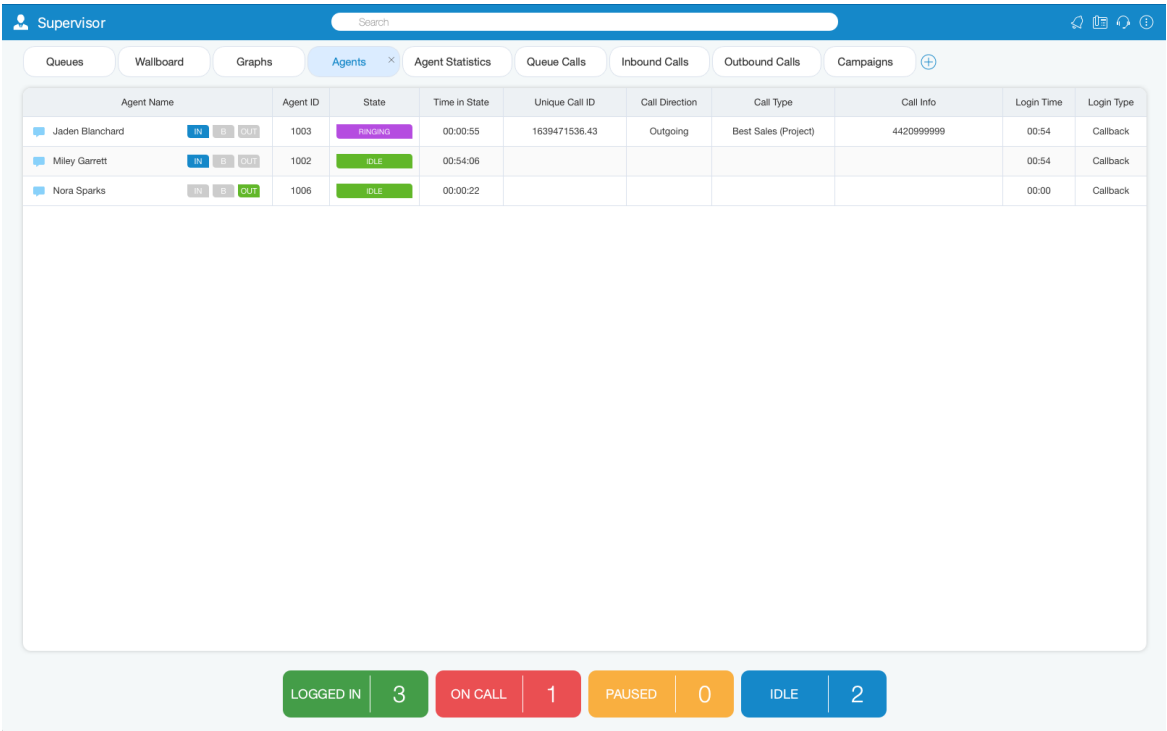 Supervisor Search
Queues Wallboard Graphs Agents × Agent Statistics Queue Calls Inbound Calls Outbound Calls Campaigns
Agent Name Agent ID State Time in State Unique Call ID Call Direction Call Type Call Info Login Time Login Type
Jaden Blanchard IN B OUT 1003 RINGING 00:00:55 1639471536.43 Outgoing Best Sales (Project) 4420999999 00:54 Callback
Miley Garrett IN B OUT 1002 IDLE 00:54:06 00:54 Callback
Nora Sparks IN B OUT 1006 IDLE 00:00:22 00:00 Callback
LOGGED IN 3 ON CALL 1 PAUSED 0 IDLE 2